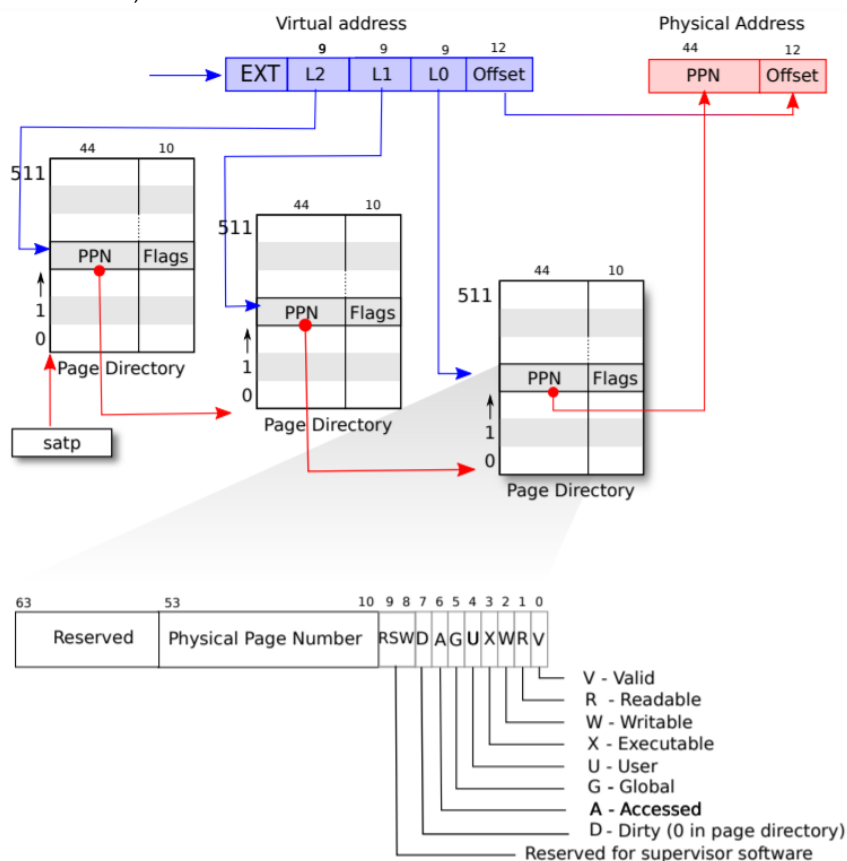 Virtual address
Physical Address
9 9 9 12
44 12
EXT L2 L1 L0 Offset
PPN Offset
44 10
511
PPN Flags
1
0
Page Directory
satp
44 10
511
PPN Flags
1
0
Page Directory
44 10
511
PPN Flags
1
0
Page Directory
63 53 10 9 8 7 6 5 4 3 2 1 0
Reserved Physical Page Number RSW D A G U X W R V
V - Valid
R - Readable
W - Writable
X - Executable
U - User
G - Global
A - Accessed
D - Dirty (0 in page directory)
Reserved for supervisor software